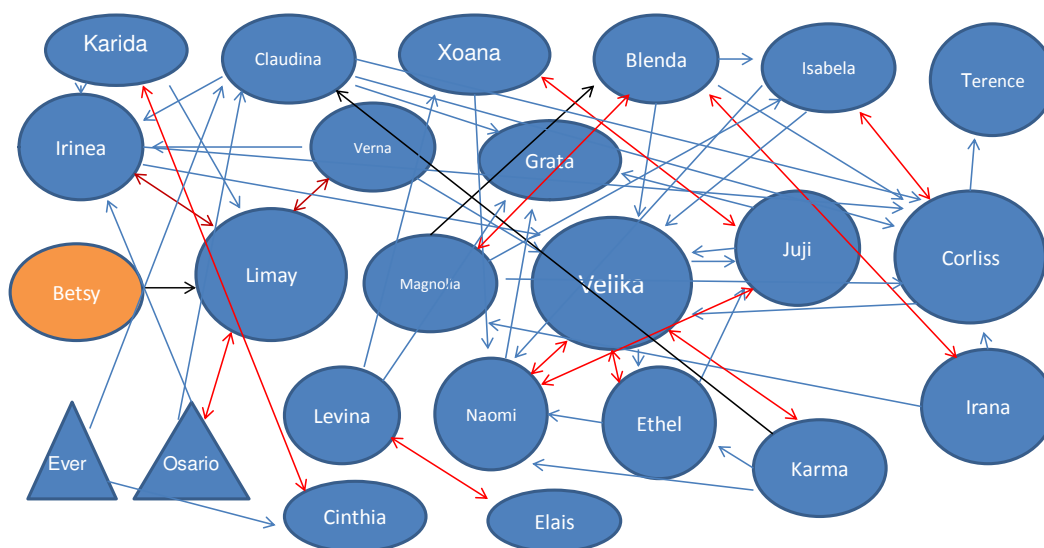 Karida
Claudina
Xoana
Blenda
Isabela
Terence
Irinea
Verna
Grata
Betsy
Limay
Magnolia
Velika
Juji
Corliss
Levina
Naomi
Ethel
Irana
Ever
Osario
Karma
Cinthia
Elais